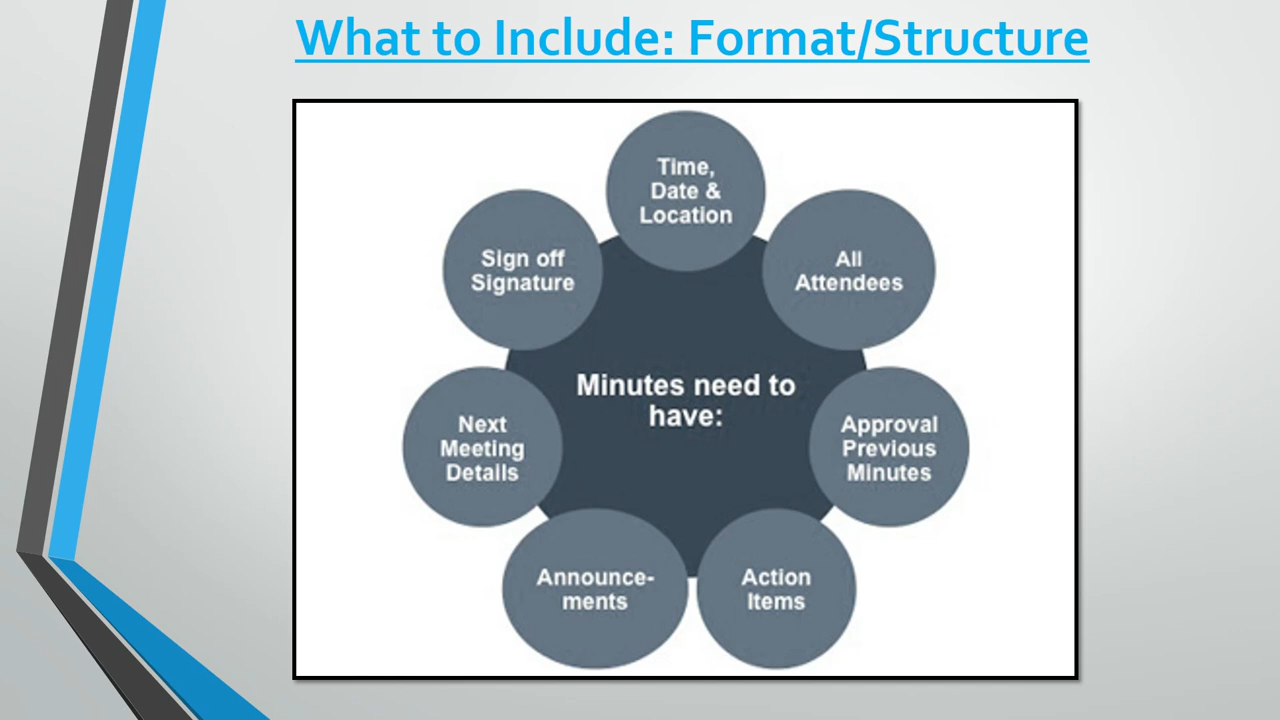 What to Include: Format/Structure
Time,
Date &
Location
All
Attendees
Approval
Previous
Minutes
Action
Items
Announce-
ments
Next
Meeting
Details
Sign off
Signature
Minutes need to
have: